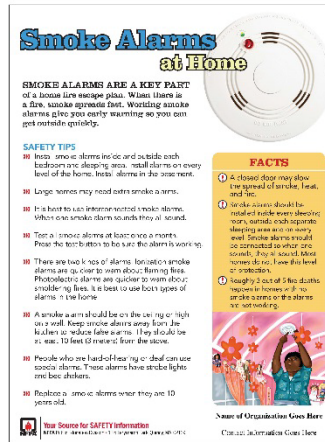 Smoke Alarms
at Home
SMOKE ALARMS ARE A KEY PART
of a home fire escape plan. When there is
a fire, smoke spreads fast. Working smoke
alarms give you early warning so you can
get outside quickly.
SAFETY TIPS
Install smoke alarms inside and outside each
bedroom and sleeping area. Install alarms on every
level of the home. Install alarms in the basement.
Large homes may need extra smoke alarms.
It is best to use interconnected smoke alarms.
When one smoke alarm sounds they all sound.
Test all smoke alarms at least once a month.
Press the test button to be sure the alarm is working.
There are two kinds of alarms. Ionization smoke
alarms are quicker to warn about flaming fires.
Photoelectric alarms are quicker to warn about
smoldering fires. It is best to use both types of
alarms in the home.
A smoke alarm should be on the ceiling or high
on a wall. Keep smoke alarms away from the
kitchen to reduce false alarms. They should be
at least 10 feet (3 meters) from the stove.
People who are hard-of-hearing or deaf can use
special alarms. These alarms have strobe lights
and bed shakers.
Replace all smoke alarms when they are 10
years old.
FACTS
A closed door may slow
the spread of smoke, heat,
and fire.
Smoke alarms should be
installed inside every sleeping
room, outside each separate
sleeping area and on every
level. Smoke alarms should
be connected so when one
sounds, they all sound. Most
homes do not have this level
of protection.
Roughly 3 out of 5 fire deaths
happen in homes with no
smoke alarms or the alarms
are not working.
Name of Organization Goes Here
Contact Information Goes Here
NFPA
Your Source for SAFETY Information